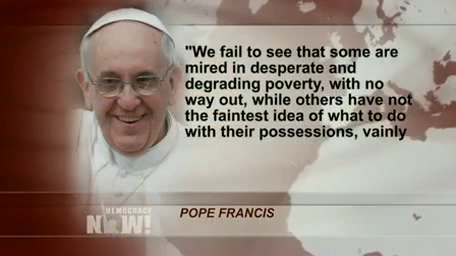 "We fail to see that some are
mired in desperate and
degrading poverty, with no
way out, while others have not
the faintest idea of what to do
with their possessions, vainly
DEMOCRACY
NOW!
POPE FRANCIS